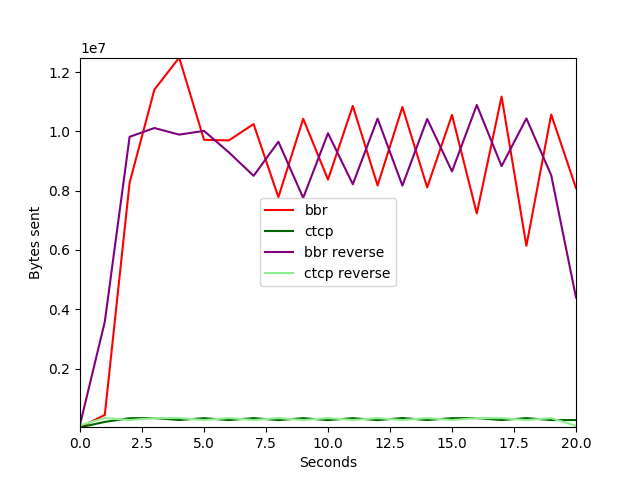 1e7
1.2
1.0
0.8
0.6
0.4
0.2
Bytes sent
bbr
ctcp
bbr reverse
ctcp reverse
0.0 2.5 5.0 7.5 10.0 12.5 15.0 17.5 20.0
Seconds